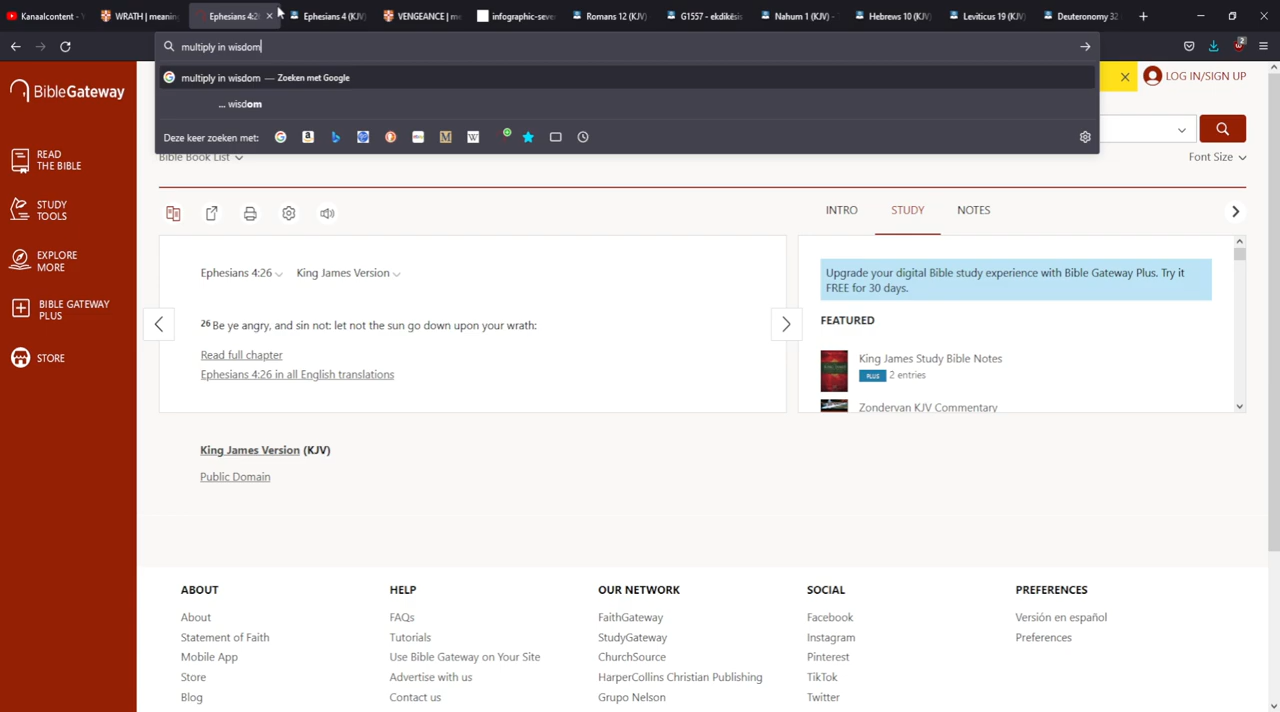 Kanaalcontent - Y
WRATH | meanin
Ephesians 4:26
Ephesians 4 (KJV)
VENGEANCE | me
infographic-seve
Romans 12 (KJV)
G1557 - ekdikēsis
Nahum 1 (KJV) -
Hebrews 10 (KJV)
Leviticus 19 (KJV)
Deuteronomy 32
2
multiply in wisdom
multiply in wisdom — Zoeken met Google
... wisdom
Deze keer zoeken met:
BibleGateway
LOG IN/SIGN UP
Bible Book List
Font Size
READ
THE BIBLE
STUDY
TOOLS
EXPLORE
MORE
BIBLE GATEWAY
PLUS
STORE
INTRO
STUDY
NOTES
Ephesians 4:26
King James Version
26 Be ye angry, and sin not: let not the sun go down upon your wrath:
Read full chapter
Ephesians 4:26 in all English translations
Upgrade your digital Bible study experience with Bible Gateway Plus. Try it
FREE for 30 days.
FEATURED
King James Study Bible Notes
PLUS 2 entries
Zondervan KJV Commentary
King James Version (KJV)
Public Domain
ABOUT
About
Statement of Faith
Mobile App
Store
Blog
HELP
FAQs
Tutorials
Use Bible Gateway on Your Site
Advertise with us
Contact us
OUR NETWORK
FaithGateway
StudyGateway
ChurchSource
HarperCollins Christian Publishing
Grupo Nelson
SOCIAL
Facebook
Instagram
Pinterest
TikTok
Twitter
PREFERENCES
Versión en español
Preferences